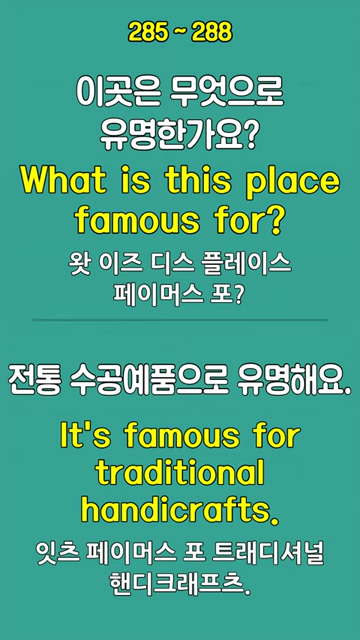 285 ~ 288
이곳은 무엇으로
유명한가요?
What is this place
famous for?
왓 이즈 디스 플레이스
페이머스 포?
전통 수공예품으로 유명해요.
It's famous for
traditional
handicrafts.
잇츠 페이머스 포 트래디셔널
핸디크래프츠.